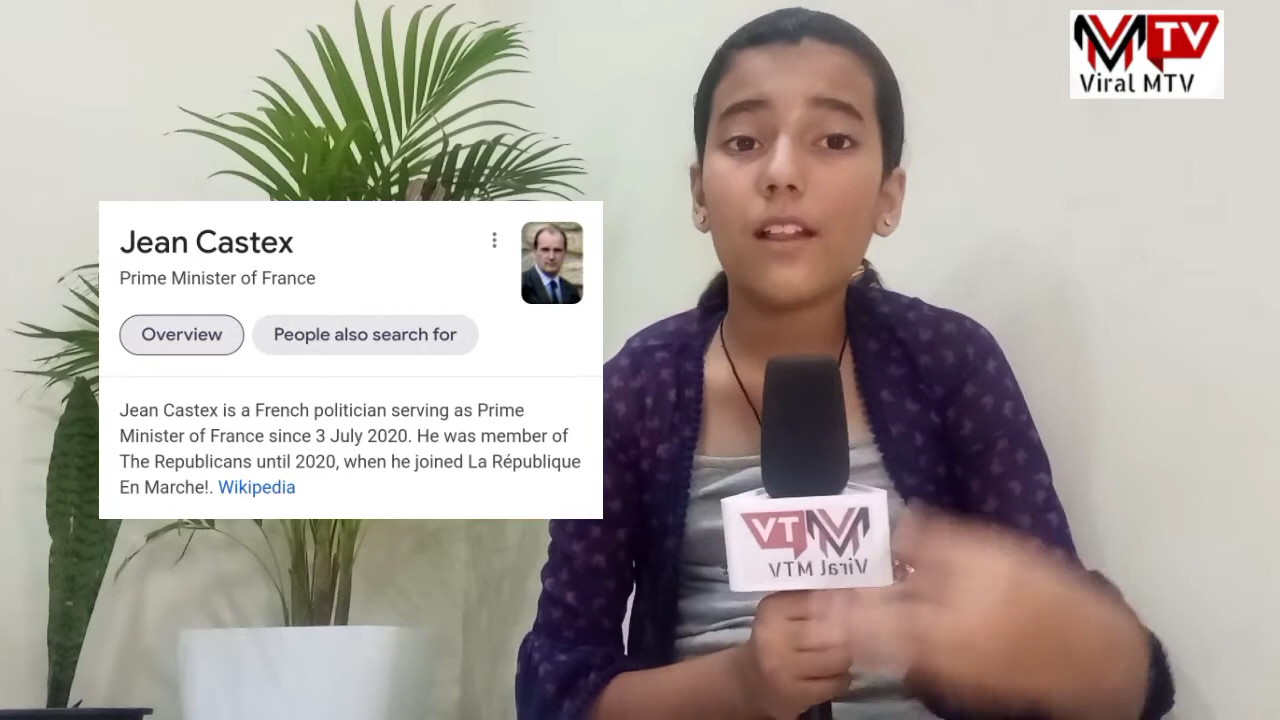 MTV
Viral MTV
Jean Castex
Prime Minister of France
Overview
People also search for
Jean Castex is a French politician serving as Prime
Minister of France since 3 July 2020. He was member of
The Republicans until 2020, when he joined La République
En Marche!. Wikipedia
MTV
Viral MTV